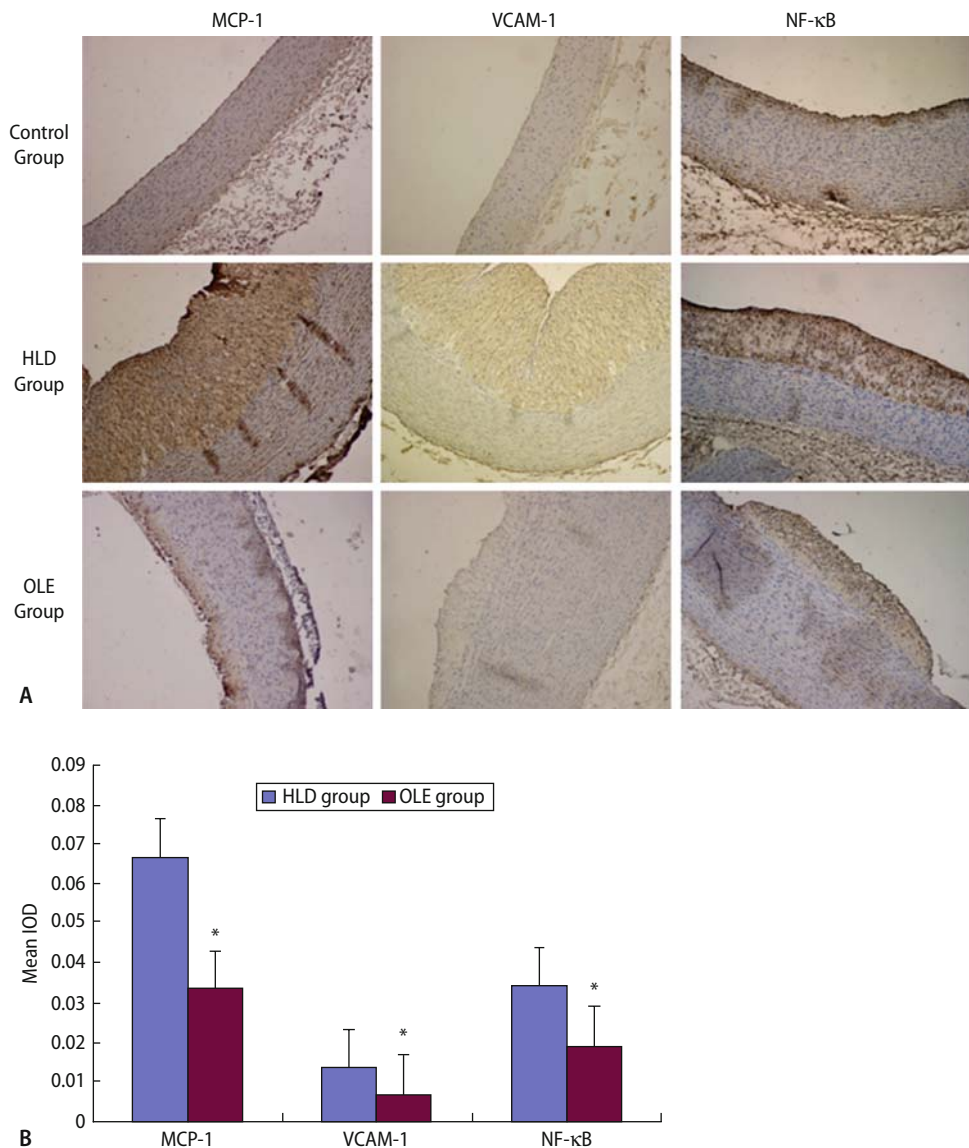 MCP-1 VCAM-1 NF-κB
Control
Group
HLD
Group
OLE
Group
A
0.09
0.08
0.07
0.06
0.05
0.04
0.03
0.02
0.01
0
Mean IOD
HLD group OLE group
*
*
*
MCP-1 VCAM-1 NF-κB
B